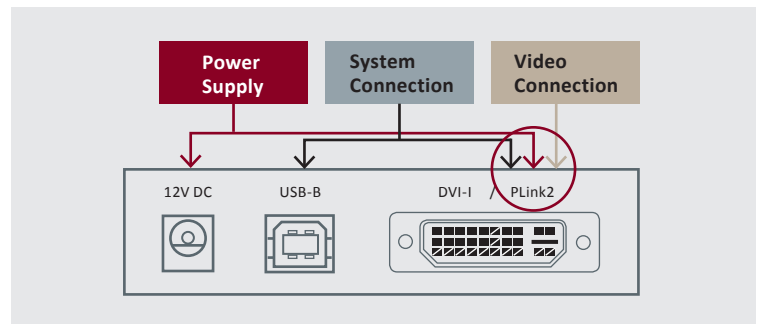 Power
Supply
System
Connection
Video
Connection
12V DC
USB-B
DVI-I / PLink2